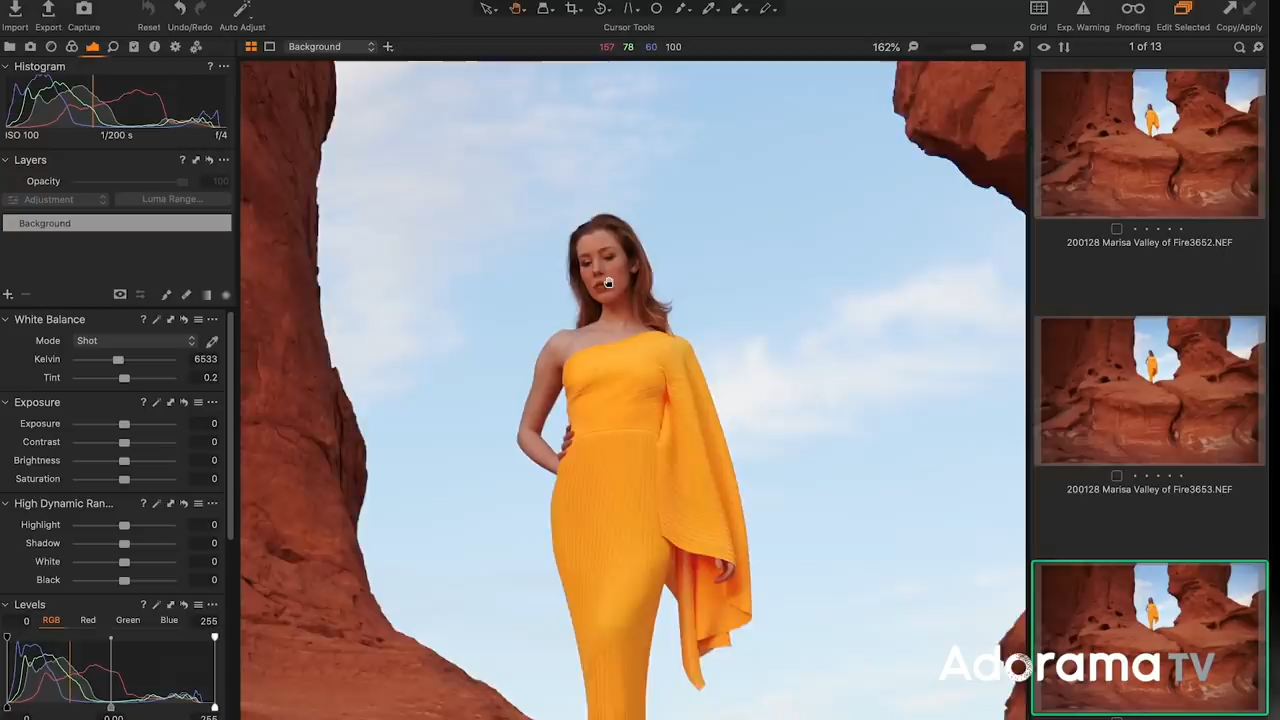 Import Export Capture Reset Undo/Redo Auto Adjust Cursor Tools Grid Exp. Warning Proofing Edit Selected Copy/Apply
Background 157 78 60 100 162% 1 of 13
Histogram ?
ISO 100 1/200 s f/4
Layers ?
Opacity 100
Adjustment Luma Range...
Background
White Balance ?
Mode Shot
Kelvin 6533
Tint 0.2
Exposure ?
Exposure 0
Contrast 0
Brightness 0
Saturation 0
High Dynamic Ran... ?
Highlight 0
Shadow 0
White 0
Black 0
Levels ?
0 RGB Red Green Blue 255
0 0.00 255
200128 Marisa Valley of Fire3652.NEF
200128 Marisa Valley of Fire3653.NEF
Adorama TV